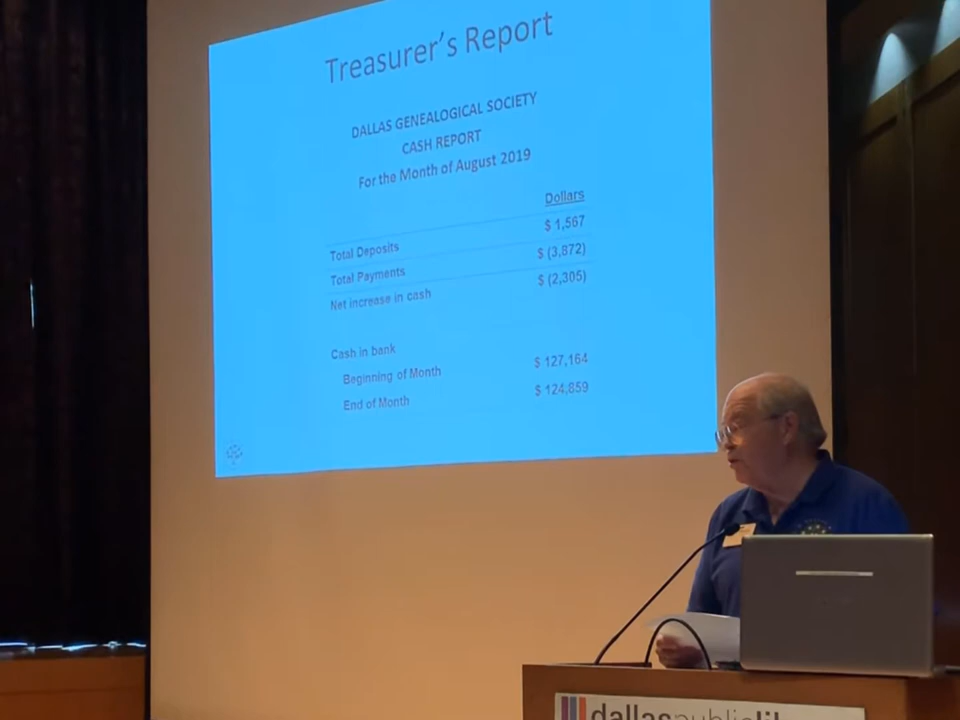 Treasurer's Report
DALLAS GENEALOGICAL SOCIETY
CASH REPORT
For the Month of August 2019
Dollars
Total Deposits $ 1,567
Total Payments $ (3,872)
Net increase in cash $ (2,305)
Cash in bank
Beginning of Month $ 127,164
End of Month $ 124,859
dallaspubliclib